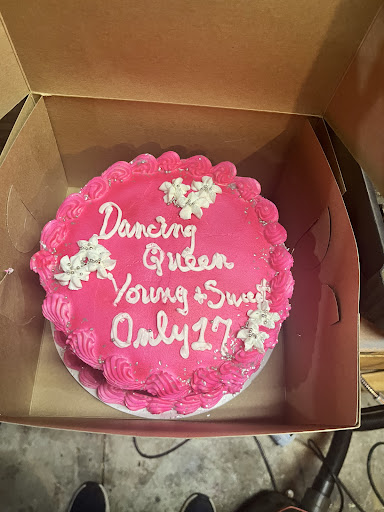 Dancing
Queen
Young + Sweet
Only 17